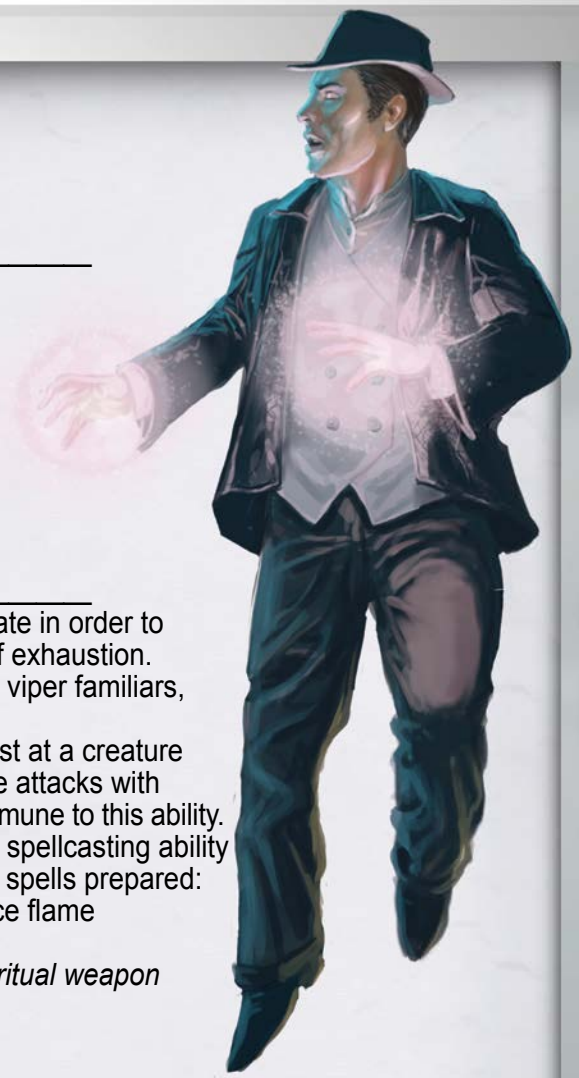 ate in order to
f exhaustion.
viper familiars,
st at a creature
e attacks with
mune to this ability.
spellcasting ability
spells prepared:
ce flame
ritual weapon